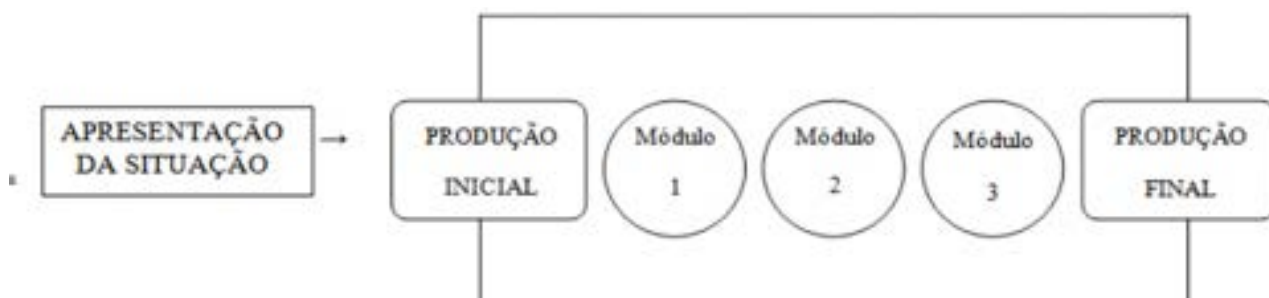 APRESENTAÇÃO
DA SITUAÇÃO
→
PRODUÇÃO
INICIAL
Módulo
1
Módulo
2
Módulo
3
PRODUÇÃO
FINAL